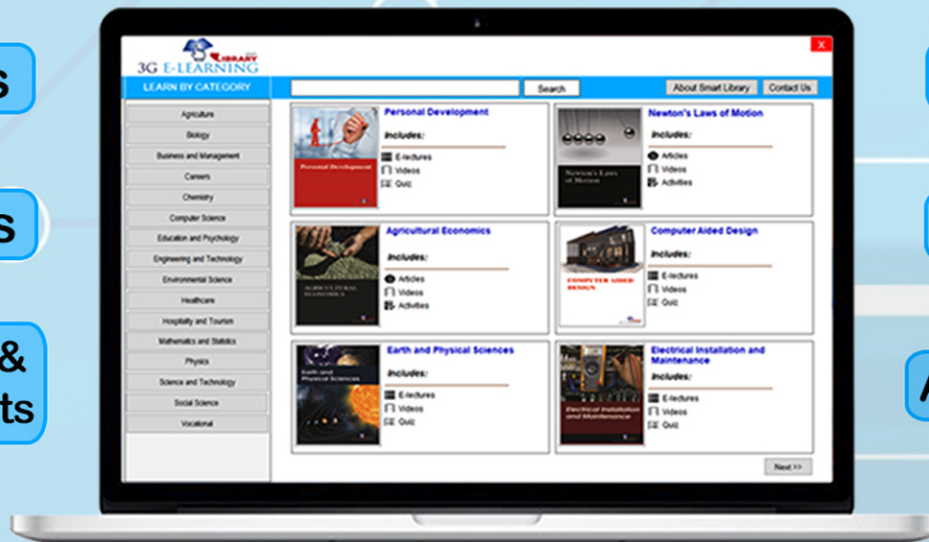 S
S
&
ts
LIBRARY
3G E-LEARNING
X
LEARN BY CATEGORY
Search
About Smart Library
Contact Us
Agriculture
Biology
Business and Management
Careers
Chemistry
Computer Science
Education and Psychology
Engineering and Technology
Environmental Science
Healthcare
Hospitality and Tourism
Mathematics and Statistics
Physics
Science and Technology
Social Science
Vocational
Personal Development
Personal Development
Includes:
E-lectures
Videos
Quiz
Newton's Laws of Motion
Newton's Laws
of Motion
Includes:
Articles
Videos
Activities
Agricultural Economics
AGRICULTURAL
ECONOMICS
Includes:
Articles
Videos
Activities
Computer Aided Design
COMPUTER AIDED
DESIGN
Includes:
E-lectures
Videos
Quiz
Earth and Physical Sciences
Earth and
Physical Sciences
Includes:
E-lectures
Videos
Quiz
Electrical Installation and
Maintenance
Electrical Installation
and Maintenance
Includes:
E-lectures
Videos
Quiz
Next >>
A